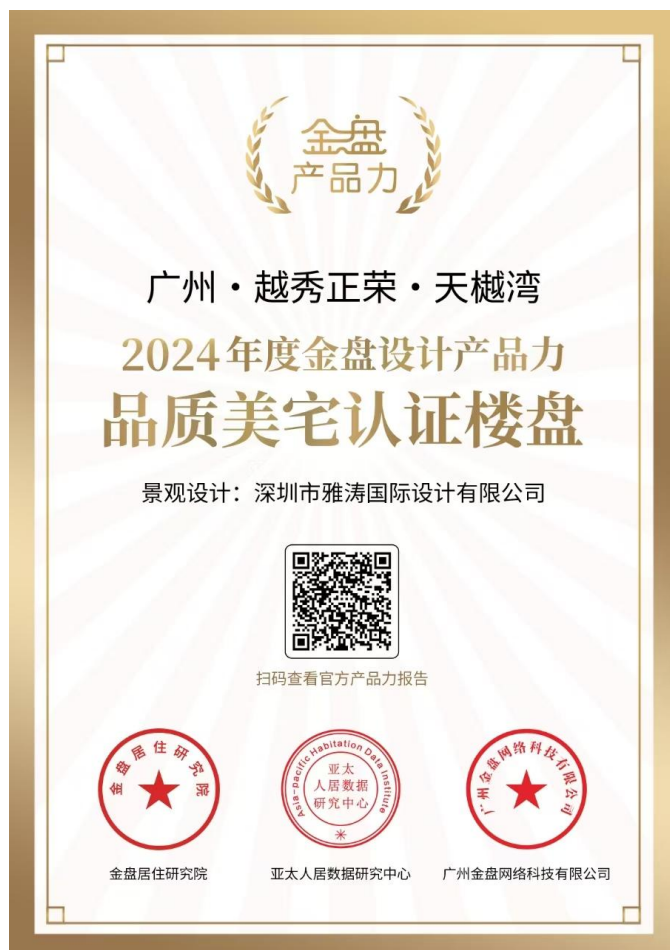 金盘
产品力
广州·越秀正荣·天樾湾
2024年度金盘设计产品力
品质美宅认证楼盘
景观设计：深圳市雅涛国际设计有限公司
扫码查看官方产品力报告
金盘居住研究院
Asia-pacific Habitation Data Institute
亚太
人居数据
研究中心
广州金盘网络科技有限公司
金盘居住研究院
亚太人居数据研究中心
广州金盘网络科技有限公司